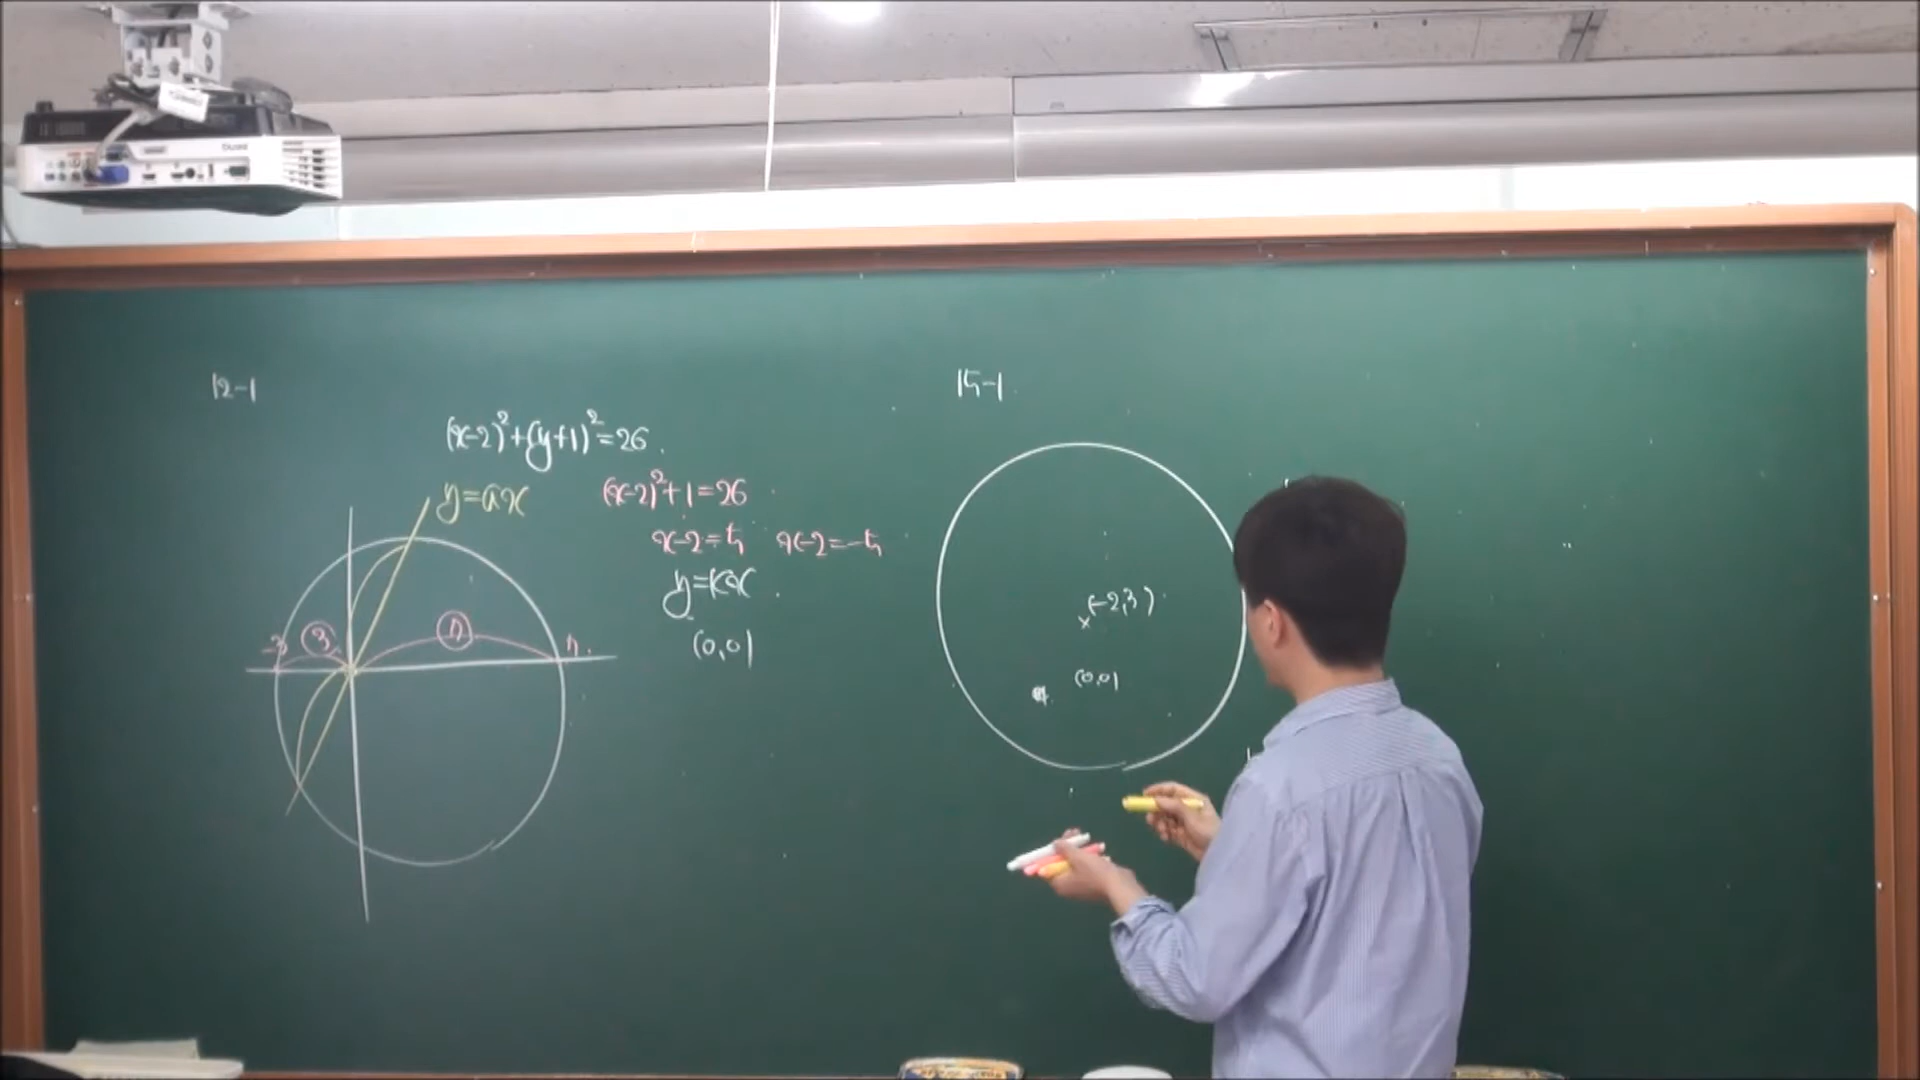 12-1
(x-2)²+(y+1)²=26
y=ax
(x-2)²+1=26
x-2=5 x-2=-5
y=kx
(0,0)
-3
3
7
7
15-1
(-2,3)
(0,0)